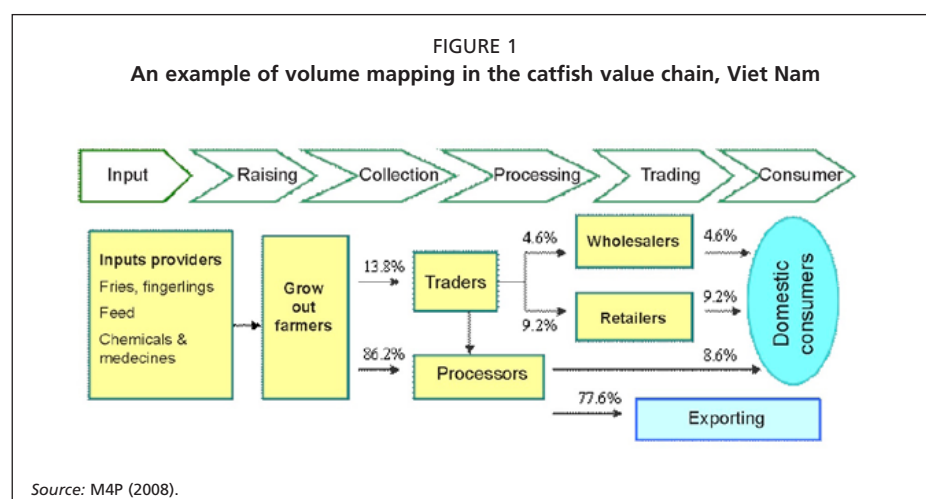 FIGURE 1
An example of volume mapping in the catfish value chain, Viet Nam
Input
Raising
Collection
Processing
Trading
Consumer
Inputs providers
Fries, fingerlings
Feed
Chemicals &
medecines
Grow
out
farmers
13.8%
86.2%
Traders
Processors
4.6%
9.2%
Wholesalers
Retailers
4.6%
9.2%
8.6%
77.6%
Domestic
consumers
Exporting
Source: M4P (2008).